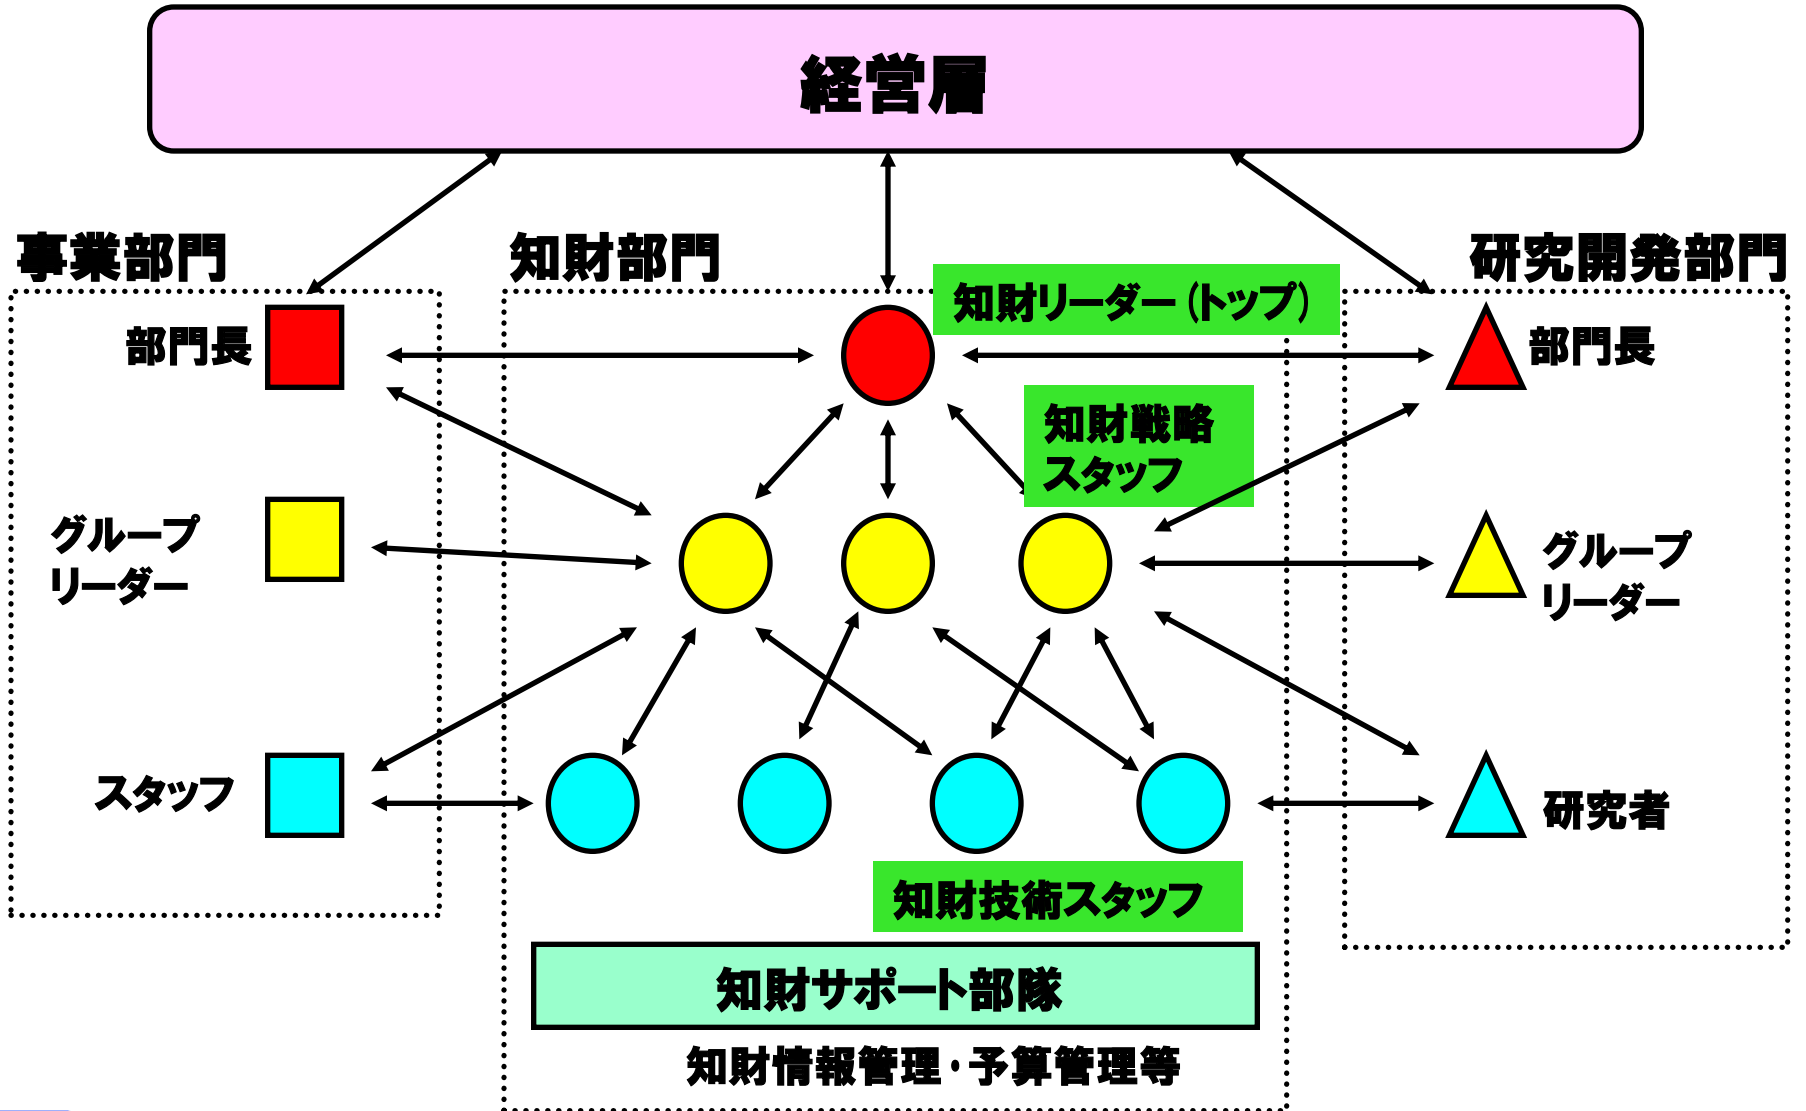 経営層
事業部門
知財部門
研究開発部門
知財リーダー(トップ)
部門長
部門長
知財戦略
スタッフ
グループ
リーダー
グループ
リーダー
スタッフ
研究者
知財技術スタッフ
知財サポート部隊
知財情報管理・予算管理等